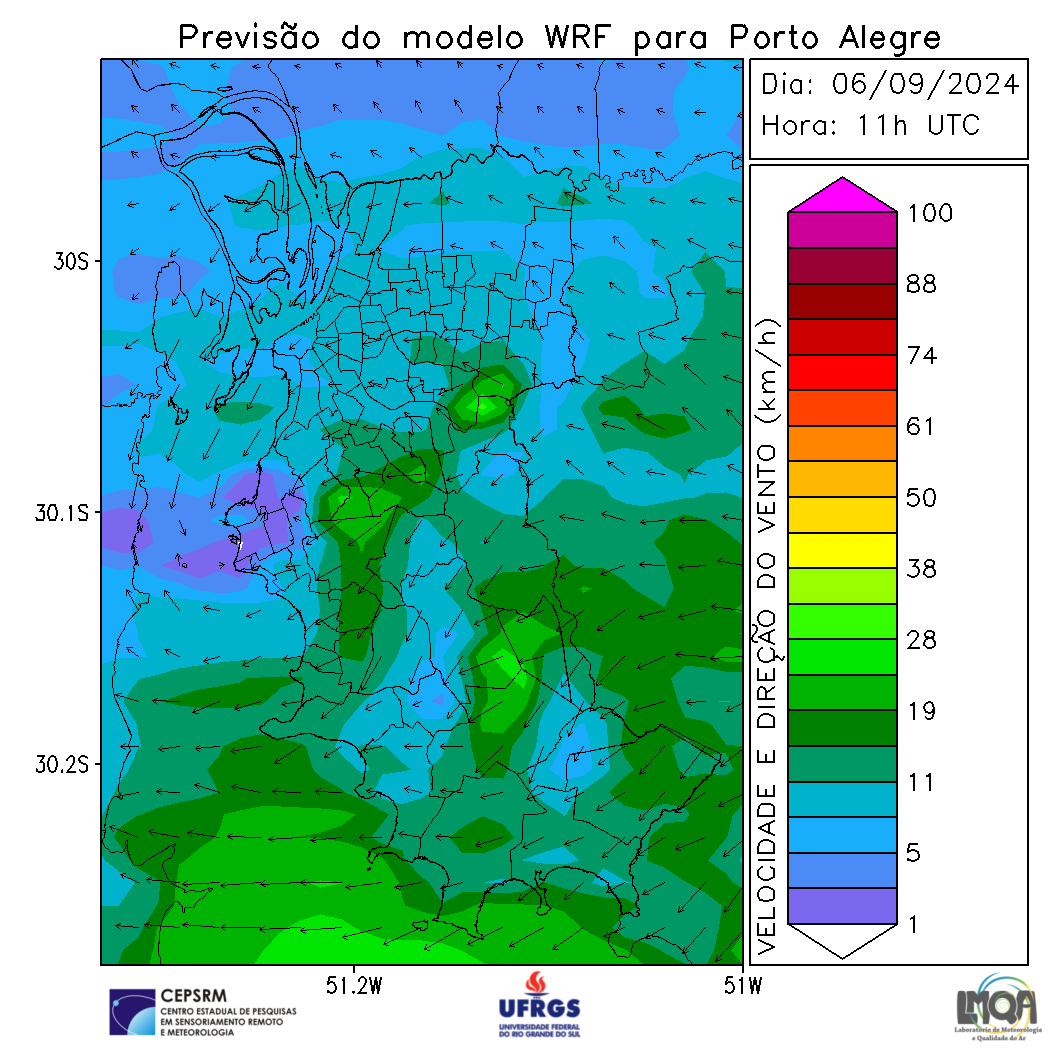 Previsão do modelo WRF para Porto Alegre
Dia: 06/09/2024
Hora: 11h UTC
30S
30.1S
30.2S
51.2W
51W
VELOCIDADE E DIREÇÃO DO VENTO (km/h)
100
88
74
61
50
38
28
19
11
5
1
CEPSRM
CENTRO ESTADUAL DE PESQUISAS
EM SENSORIAMENTO REMOTO
E METEOROLOGIA
UFRGS
UNIVERSIDADE FEDERAL
DO RIO GRANDE DO SUL
LMQA
Laboratório de Meteorologia
e Qualidade do Ar